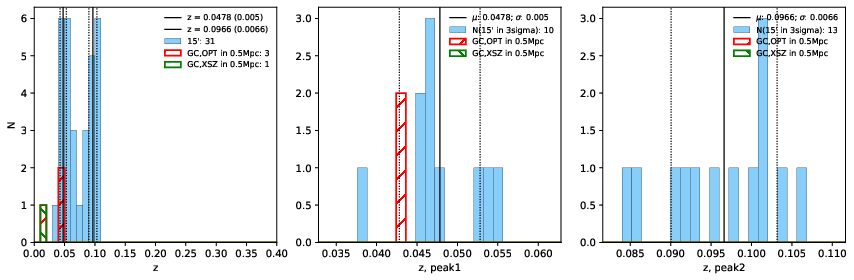 z = 0.0478 (0.005)
z = 0.0966 (0.0066)
15': 31
GC,OPT in 0.5Mpc: 3
GC,XSZ in 0.5Mpc: 1
6
5
4
3
2
1
0
N
0.00 0.05 0.10 0.15 0.20 0.25 0.30 0.35 0.40
z
μ: 0.0478; σ: 0.005
N(15' in 3sigma): 10
GC,OPT in 0.5Mpc
GC,XSZ in 0.5Mpc
3.0
2.5
2.0
1.5
1.0
0.5
0.0
0.035 0.040 0.045 0.050 0.055 0.060
z, peak1
μ: 0.0966; σ: 0.0066
N(15' in 3sigma): 13
GC,OPT in 0.5Mpc
GC,XSZ in 0.5Mpc
3.0
2.5
2.0
1.5
1.0
0.5
0.0
0.085 0.090 0.095 0.100 0.105 0.110
z, peak2